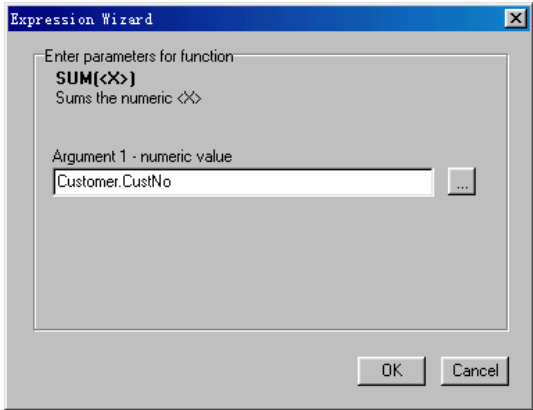 Expression Wizard
Enter parameters for function
SUM(<X>)
Sums the numeric <X>
Argument 1 - numeric value
Customer.CustNo
...
OK Cancel